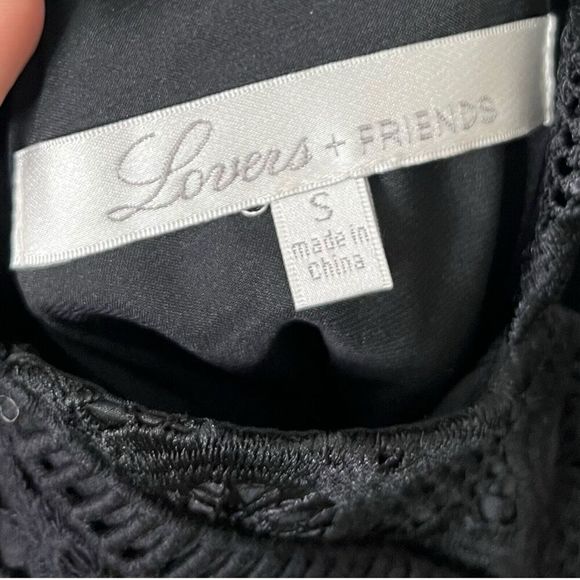 Lovers + FRIENDS
S
made in
china